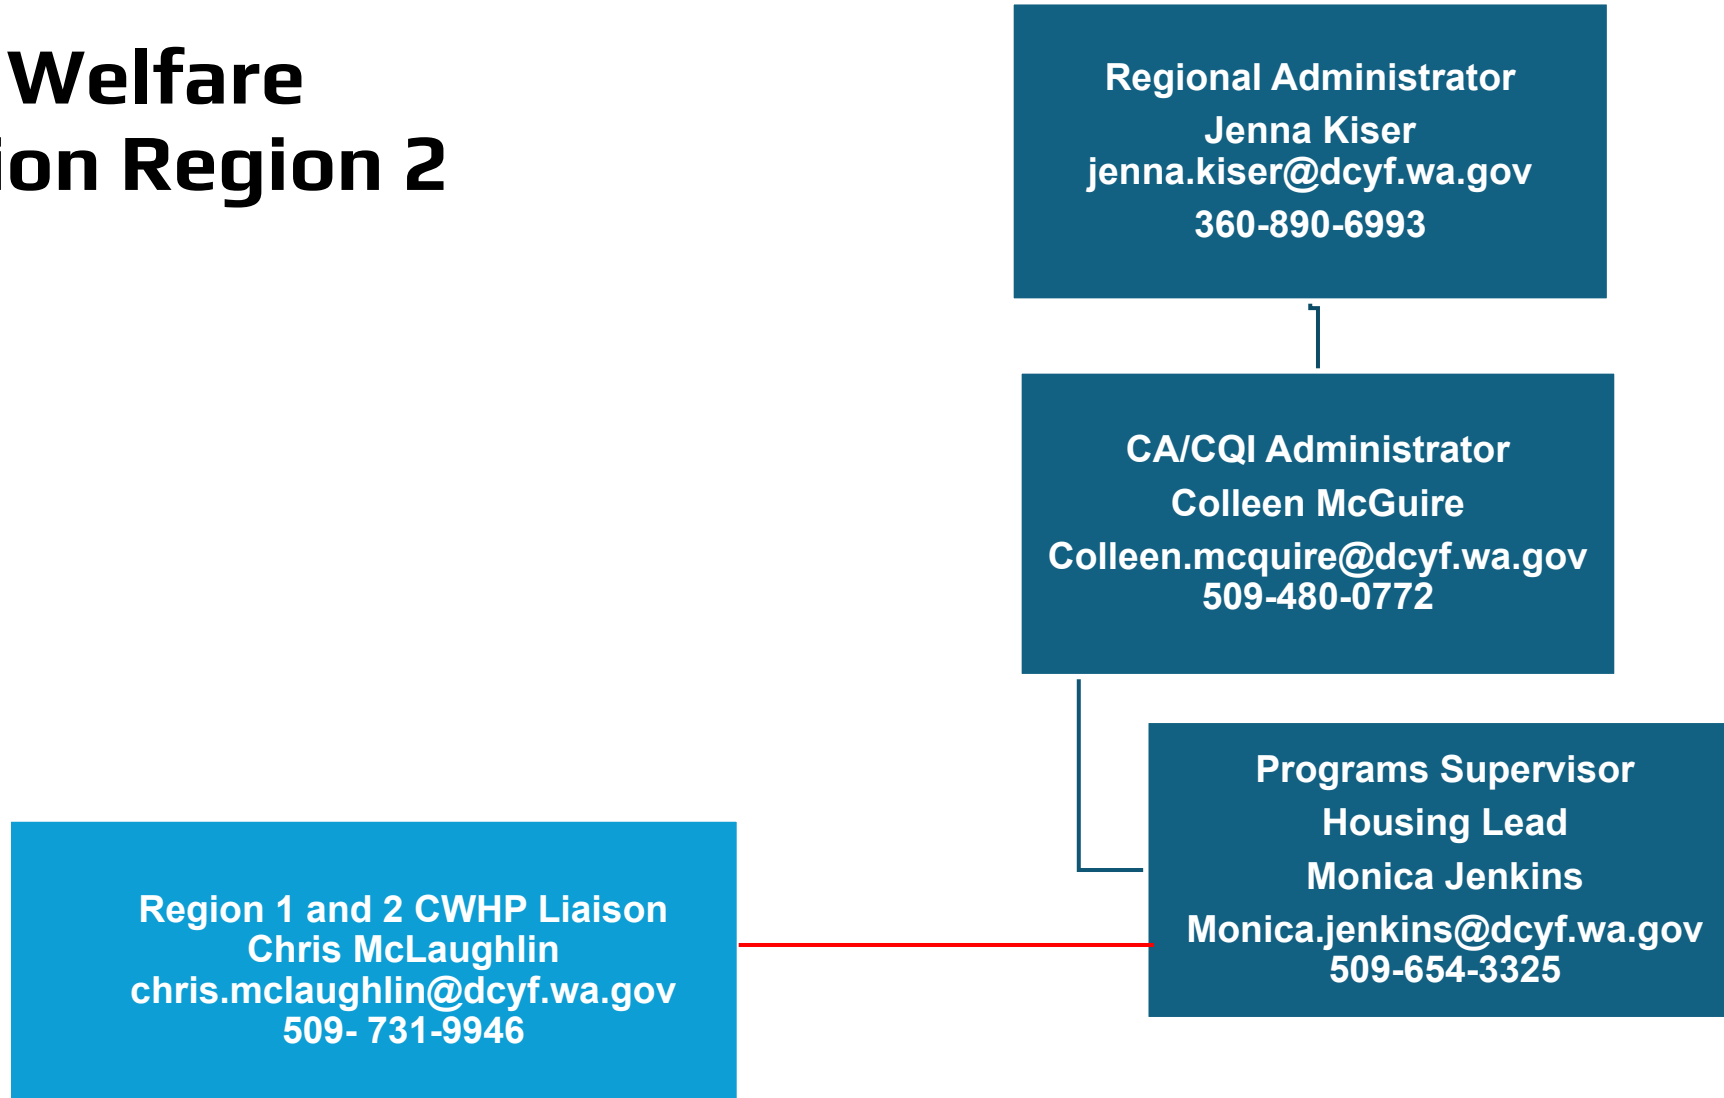 Welfare
ion Region 2
Regional Administrator
Jenna Kiser
jenna.kiser@dcyf.wa.gov
360-890-6993
CA/CQI Administrator
Colleen McGuire
Colleen.mcquire@dcyf.wa.gov
509-480-0772
Programs Supervisor
Housing Lead
Monica Jenkins
Monica.jenkins@dcyf.wa.gov
509-654-3325
Region 1 and 2 CWHP Liaison
Chris McLaughlin
chris.mclaughlin@dcyf.wa.gov
509- 731-9946